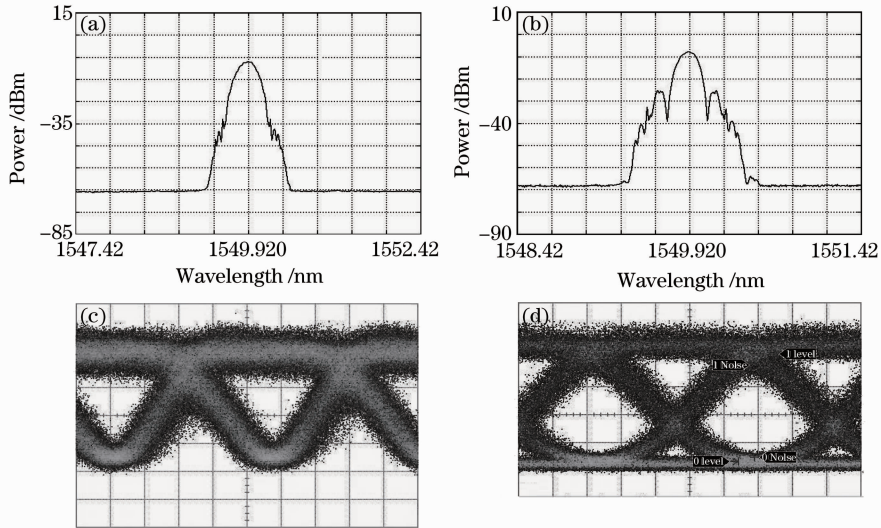 (a)
15
−35
−85
Power /dBm
1547.42
1549.920
1552.42
Wavelength /nm
(b)
10
−40
−90
Power /dBm
1548.42
1549.920
1551.42
Wavelength /nm
(c)
(d)
1 level
1 Noise
0 level
0 Noise